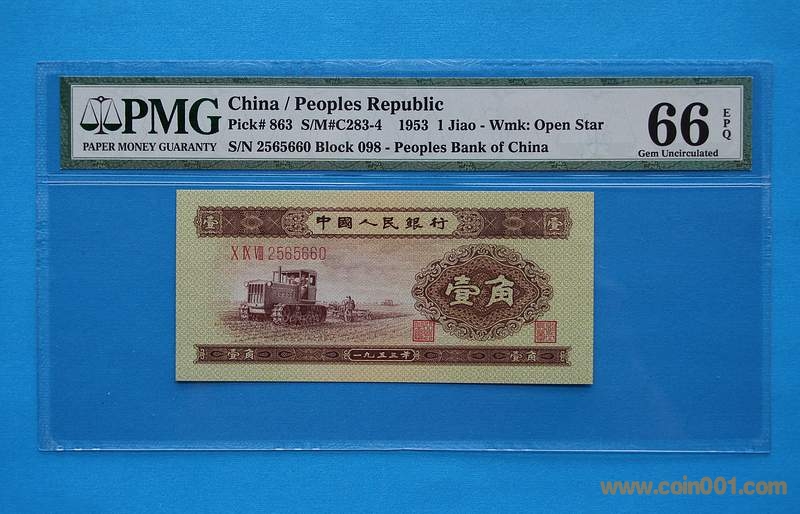 PMG
PAPER MONEY GUARANTY
China / Peoples Republic
Pick# 863 S/M#C283-4 1953 1 Jiao - Wmk: Open Star
S/N 2565660 Block 098 - Peoples Bank of China
66
EPQ
Gem Uncirculated
壹 中國人民銀行 壹
X IX VIII 2565660
壹角
壹角 一九五三年 壹角
www.coin001.com